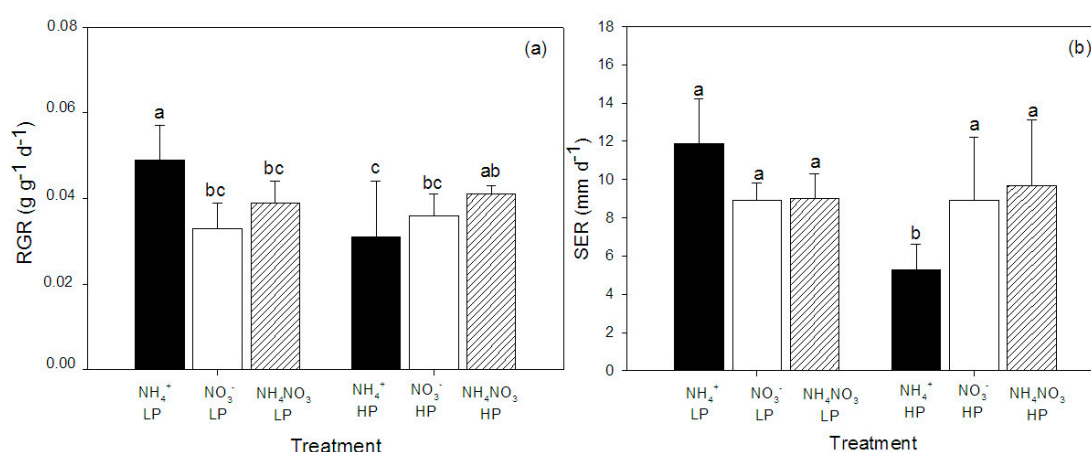 (a)
RGR (g g⁻¹ d⁻¹)
0.08
0.06
0.04
0.02
0.00
a
bc
bc
c
bc
ab
NH₄⁺ NO₃⁻ NH₄NO₃ NH₄⁺ NO₃⁻ NH₄NO₃
LP LP LP HP HP HP
Treatment
(b)
SER (mm d⁻¹)
18
16
14
12
10
8
6
4
2
0
a
a
a
b
a
a
NH₄⁺ NO₃⁻ NH₄NO₃ NH₄⁺ NO₃⁻ NH₄NO₃
LP LP LP HP HP HP
Treatment